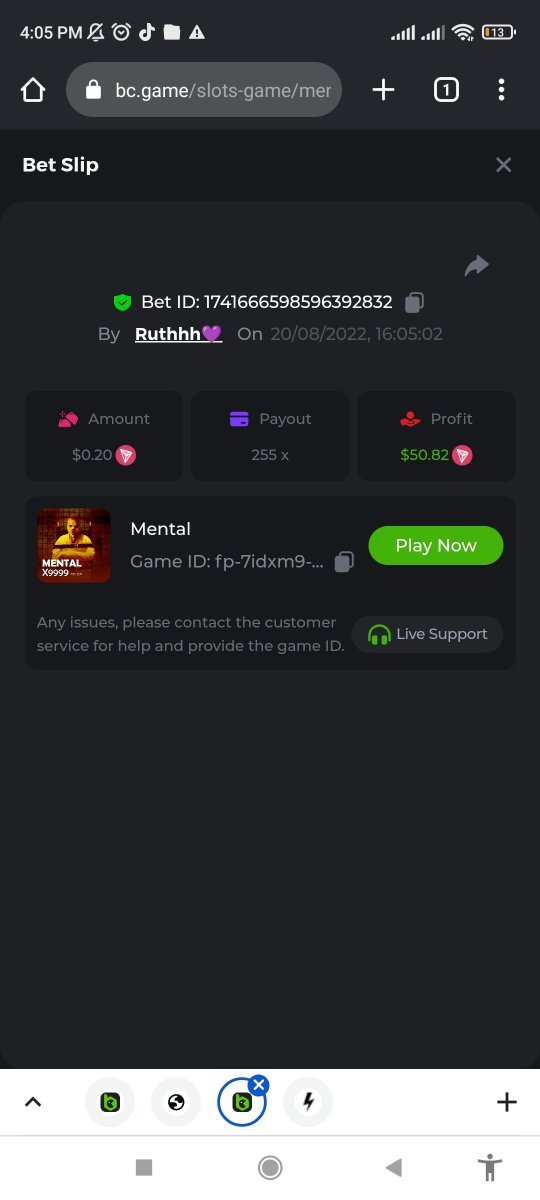 4:05 PM
13
bc.game/slots-game/mer
1
Bet Slip
Bet ID: 1741666598596392832
By Ruthhh💜 On 20/08/2022, 16:05:02
Amount Payout Profit
$0.20 255 x $50.82
MENTAL
X9999
Mental
Game ID: fp-7idxm9-...
Play Now
Any issues, please contact the customer
service for help and provide the game ID.
Live Support